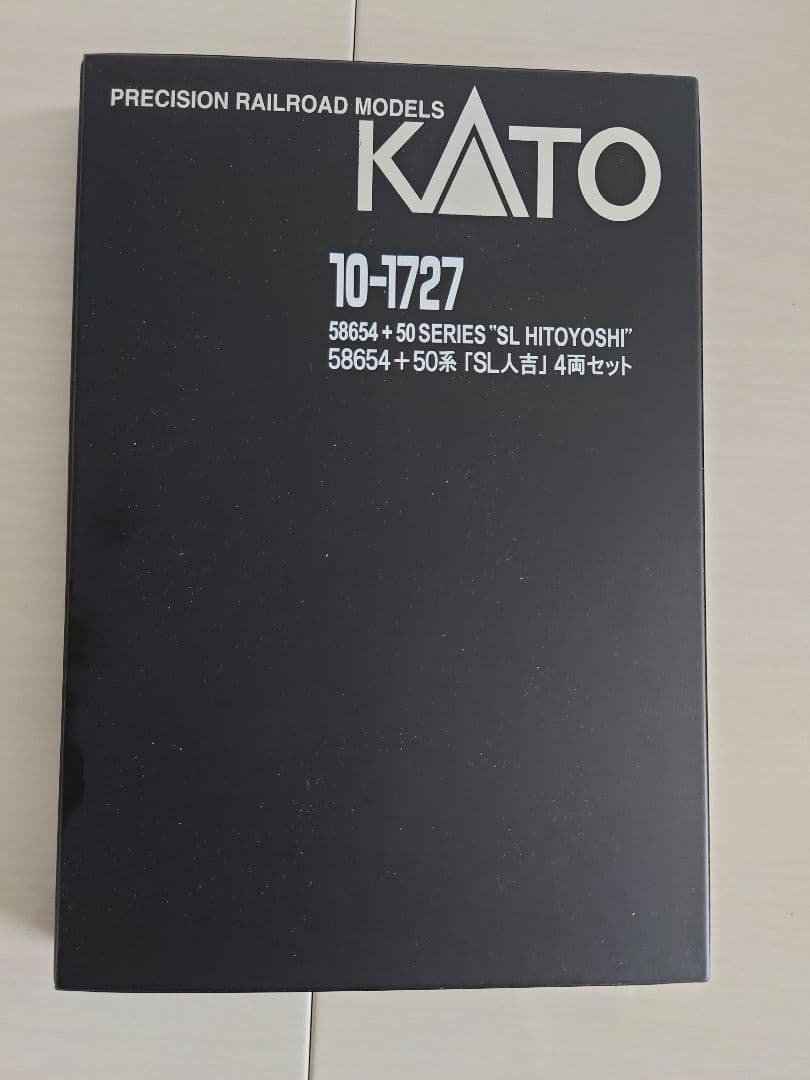 PRECISION RAILROAD MODELS
KATO
10-1727
58654+50 SERIES "SL HITOYOSHI"
58654+50系「SL人吉」4両セット